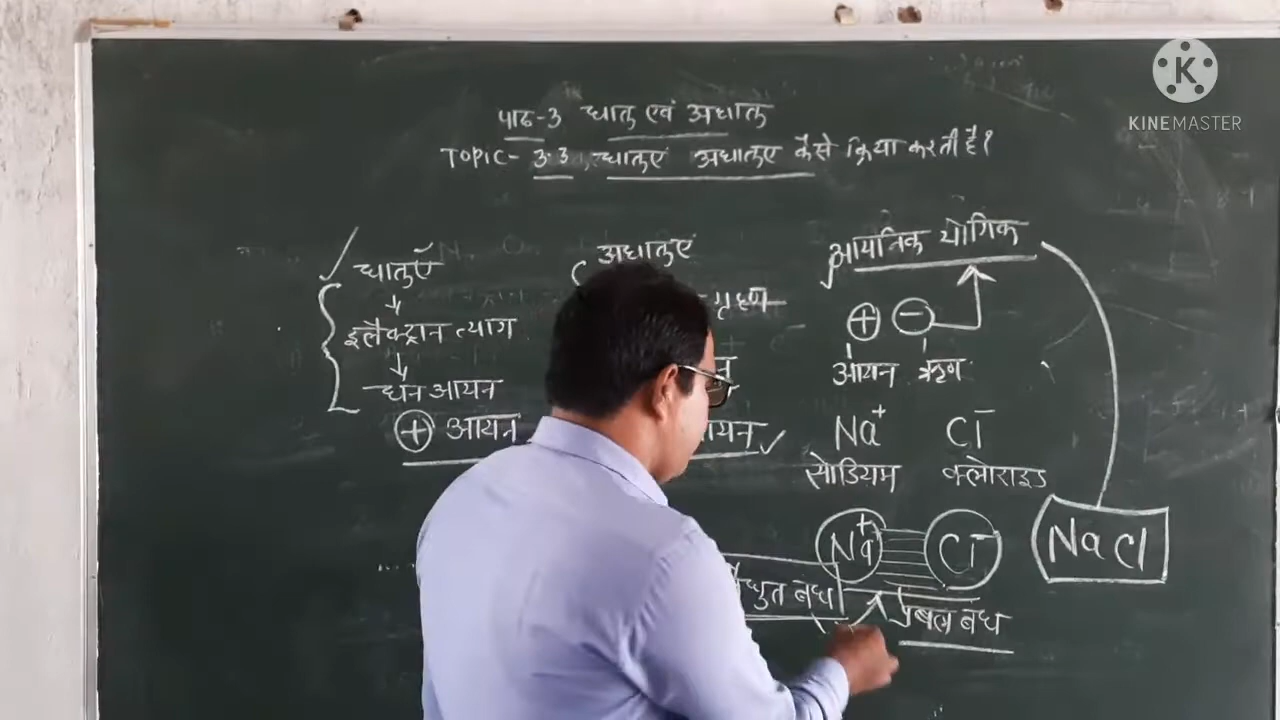 पाठ-3 धातु एवं अधातु
TOPIC- 3.3 धातुएं अधातुएं कैसे क्रिया करती है?
धातुएँ
इलैक्ट्रान त्याग
धन आयन
+ आयन
अधातुएं
ग्रहण
आयन
आयनिक यौगिक
+ -
आयन ऋण
Na+ Cl-
सोडियम क्लोराइड
Na+ Cl-
NaCl
बंध
प्रबल बंध
K
KINEMASTER